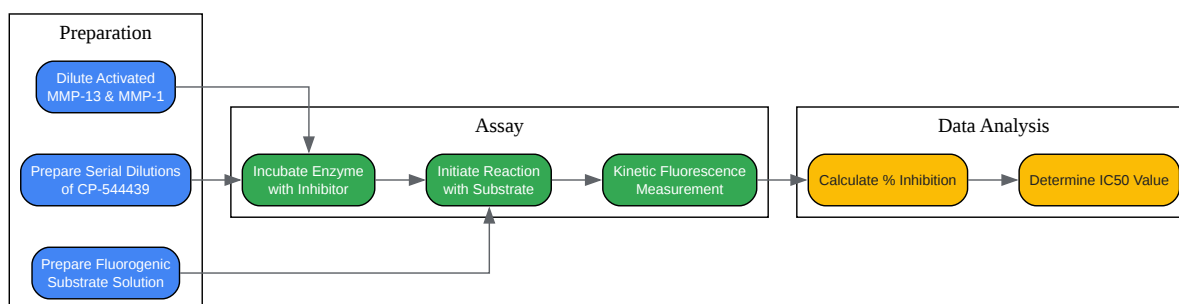 Preparation
Dilute Activated
MMP-13 & MMP-1
Prepare Serial Dilutions
of CP-544439
Prepare Fluorogenic
Substrate Solution
Assay
Incubate Enzyme
with Inhibitor
Initiate Reaction
with Substrate
Kinetic Fluorescence
Measurement
Data Analysis
Calculate % Inhibition
Determine IC50 Value